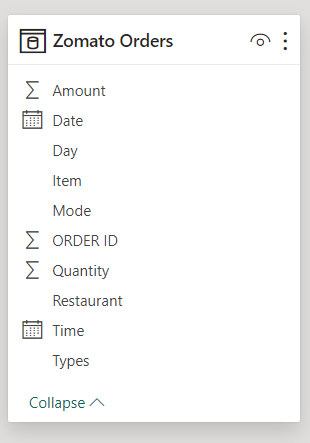 Zomato Orders
Amount
Date
Day
Item
Mode
ORDER ID
Quantity
Restaurant
Time
Types
Collapse